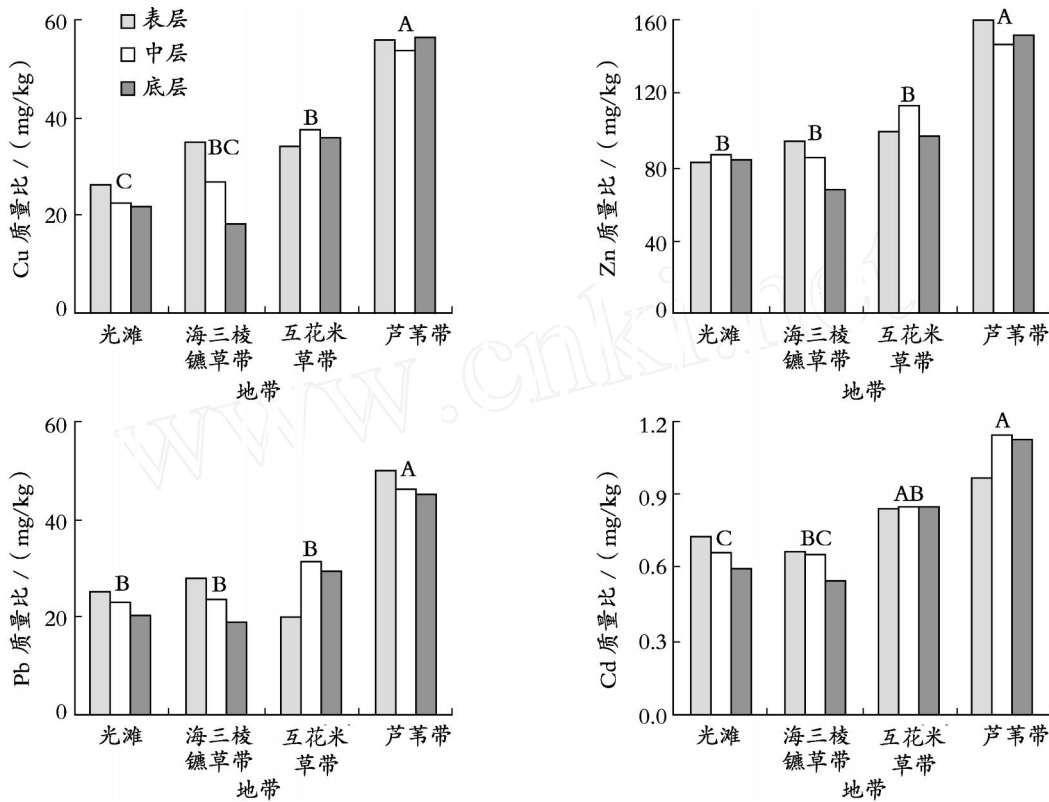 60
40
20
0
Cu 质量比 / (mg/kg)
表层
中层
底层
C
BC
B
A
光滩
海三棱
藨草带
互花米
草带
芦苇带
地带
160
120
80
40
0
Zn 质量比 / (mg/kg)
B
B
B
A
光滩
海三棱
藨草带
互花米
草带
芦苇带
地带
60
40
20
0
Pb 质量比 / (mg/kg)
B
B
B
A
光滩
海三棱
藨草带
互花米
草带
芦苇带
地带
1.2
0.9
0.6
0.3
0.0
Cd 质量比 / (mg/kg)
C
BC
AB
A
光滩
海三棱
藨草带
互花米
草带
芦苇带
地带
www.cnki.net